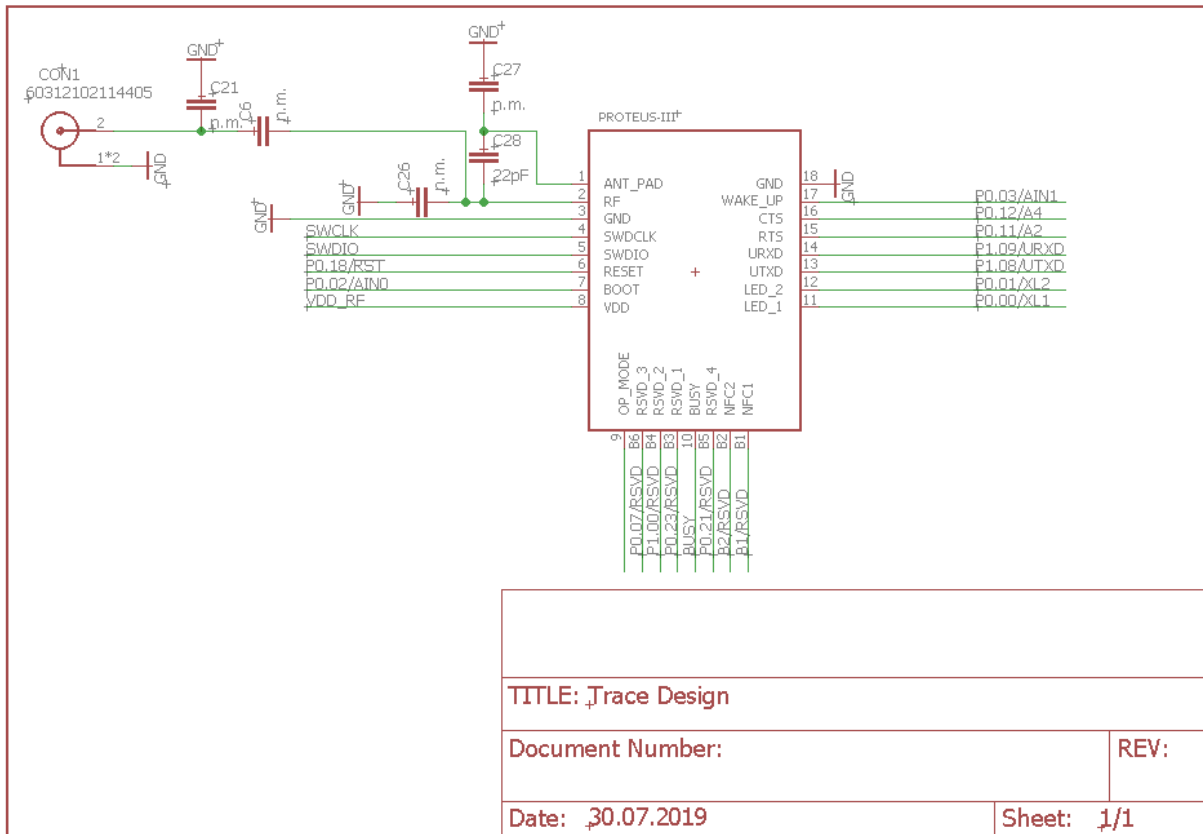 GND
GND
CON1
60312102114405
C21
n.m.
C6
n.m.
2
1*2
GND
C27
n.m.
C28
22pF
C26
n.m.
GND
GND
PROTEUS-III
1 ANT_PAD
2 RF
3 GND
SWCLK 4 SWDCLK
SWDIO 5 SWDIO
P0.18/RST 6 RESET
P0.02/AIN0 7 BOOT
VDD_RF 8 VDD
GND 18 GND
WAKE_UP 17 P0.03/AIN1
CTS 16 P0.12/A4
RTS 15 P0.11/A2
URXD 14 P1.09/URXD
UTXD 13 P1.08/UTXD
LED_2 12 P0.01/XL2
LED_1 11 P0.00/XL1
OP_MODE 9
RSVD_3 B6 P0.07/RSVD
RSVD_2 B4 P1.00/RSVD
RSVD_1 B3 P0.23/RSVD
BUSY 10 BUSY
RSVD_4 B5 P0.21/RSVD
NFC2 B2 B2/RSVD
NFC1 B1 B1/RSVD
TITLE: Trace Design
Document Number:
REV:
Date: 30.07.2019
Sheet: 1/1